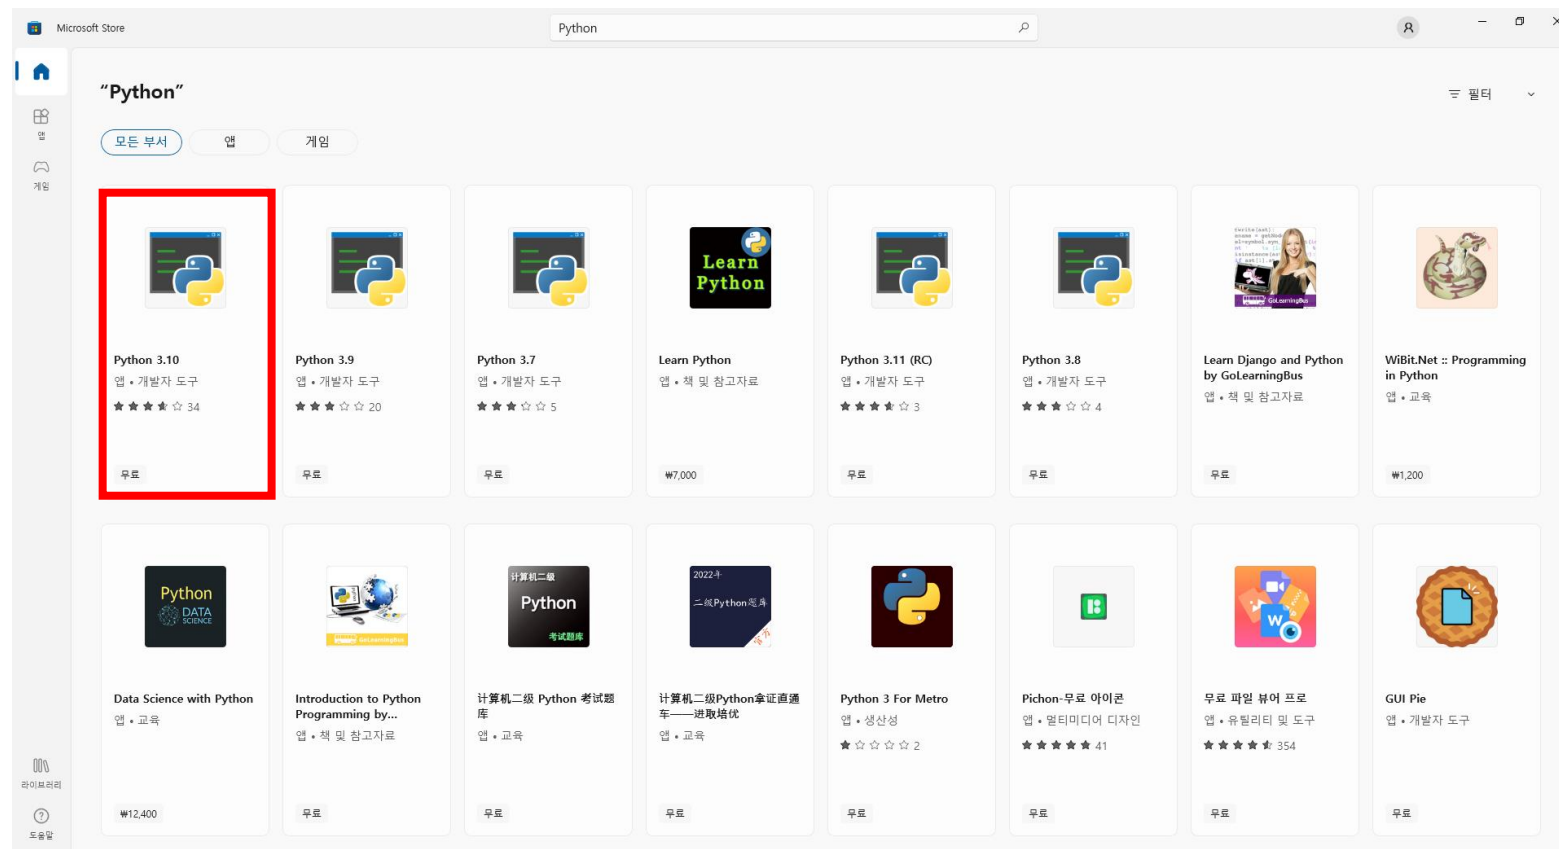 Microsoft Store
Python
"Python"
필터
모든 부서
앱
게임
앱
게임
Python 3.10
앱 • 개발자 도구
34
무료
Python 3.9
앱 • 개발자 도구
20
무료
Python 3.7
앱 • 개발자 도구
5
무료
Learn
Python
Learn Python
앱 • 책 및 참고자료
₩7,000
Python 3.11 (RC)
앱 • 개발자 도구
3
무료
Python 3.8
앱 • 개발자 도구
4
무료
GoLearningBus
Learn Django and Python
by GoLearningBus
앱 • 책 및 참고자료
무료
WiBit.Net :: Programming
in Python
앱 • 교육
₩1,200
Python
DATA
SCIENCE
Data Science with Python
앱 • 교육
₩12,400
GoLearningBus
Introduction to Python
Programming by...
앱 • 책 및 참고자료
무료
计算机二级
Python
考试题库
计算机二级 Python 考试题
库
앱 • 교육
무료
2022年
二级Python题库
官方
计算机二级Python拿证直通
车——进取培优
앱 • 교육
무료
Python 3 For Metro
앱 • 생산성
2
무료
Pichon-무료 아이콘
앱 • 멀티미디어 디자인
41
무료
W
무료 파일 뷰어 프로
앱 • 유틸리티 및 도구
354
무료
GUI Pie
앱 • 개발자 도구
무료
라이브러리
도움말